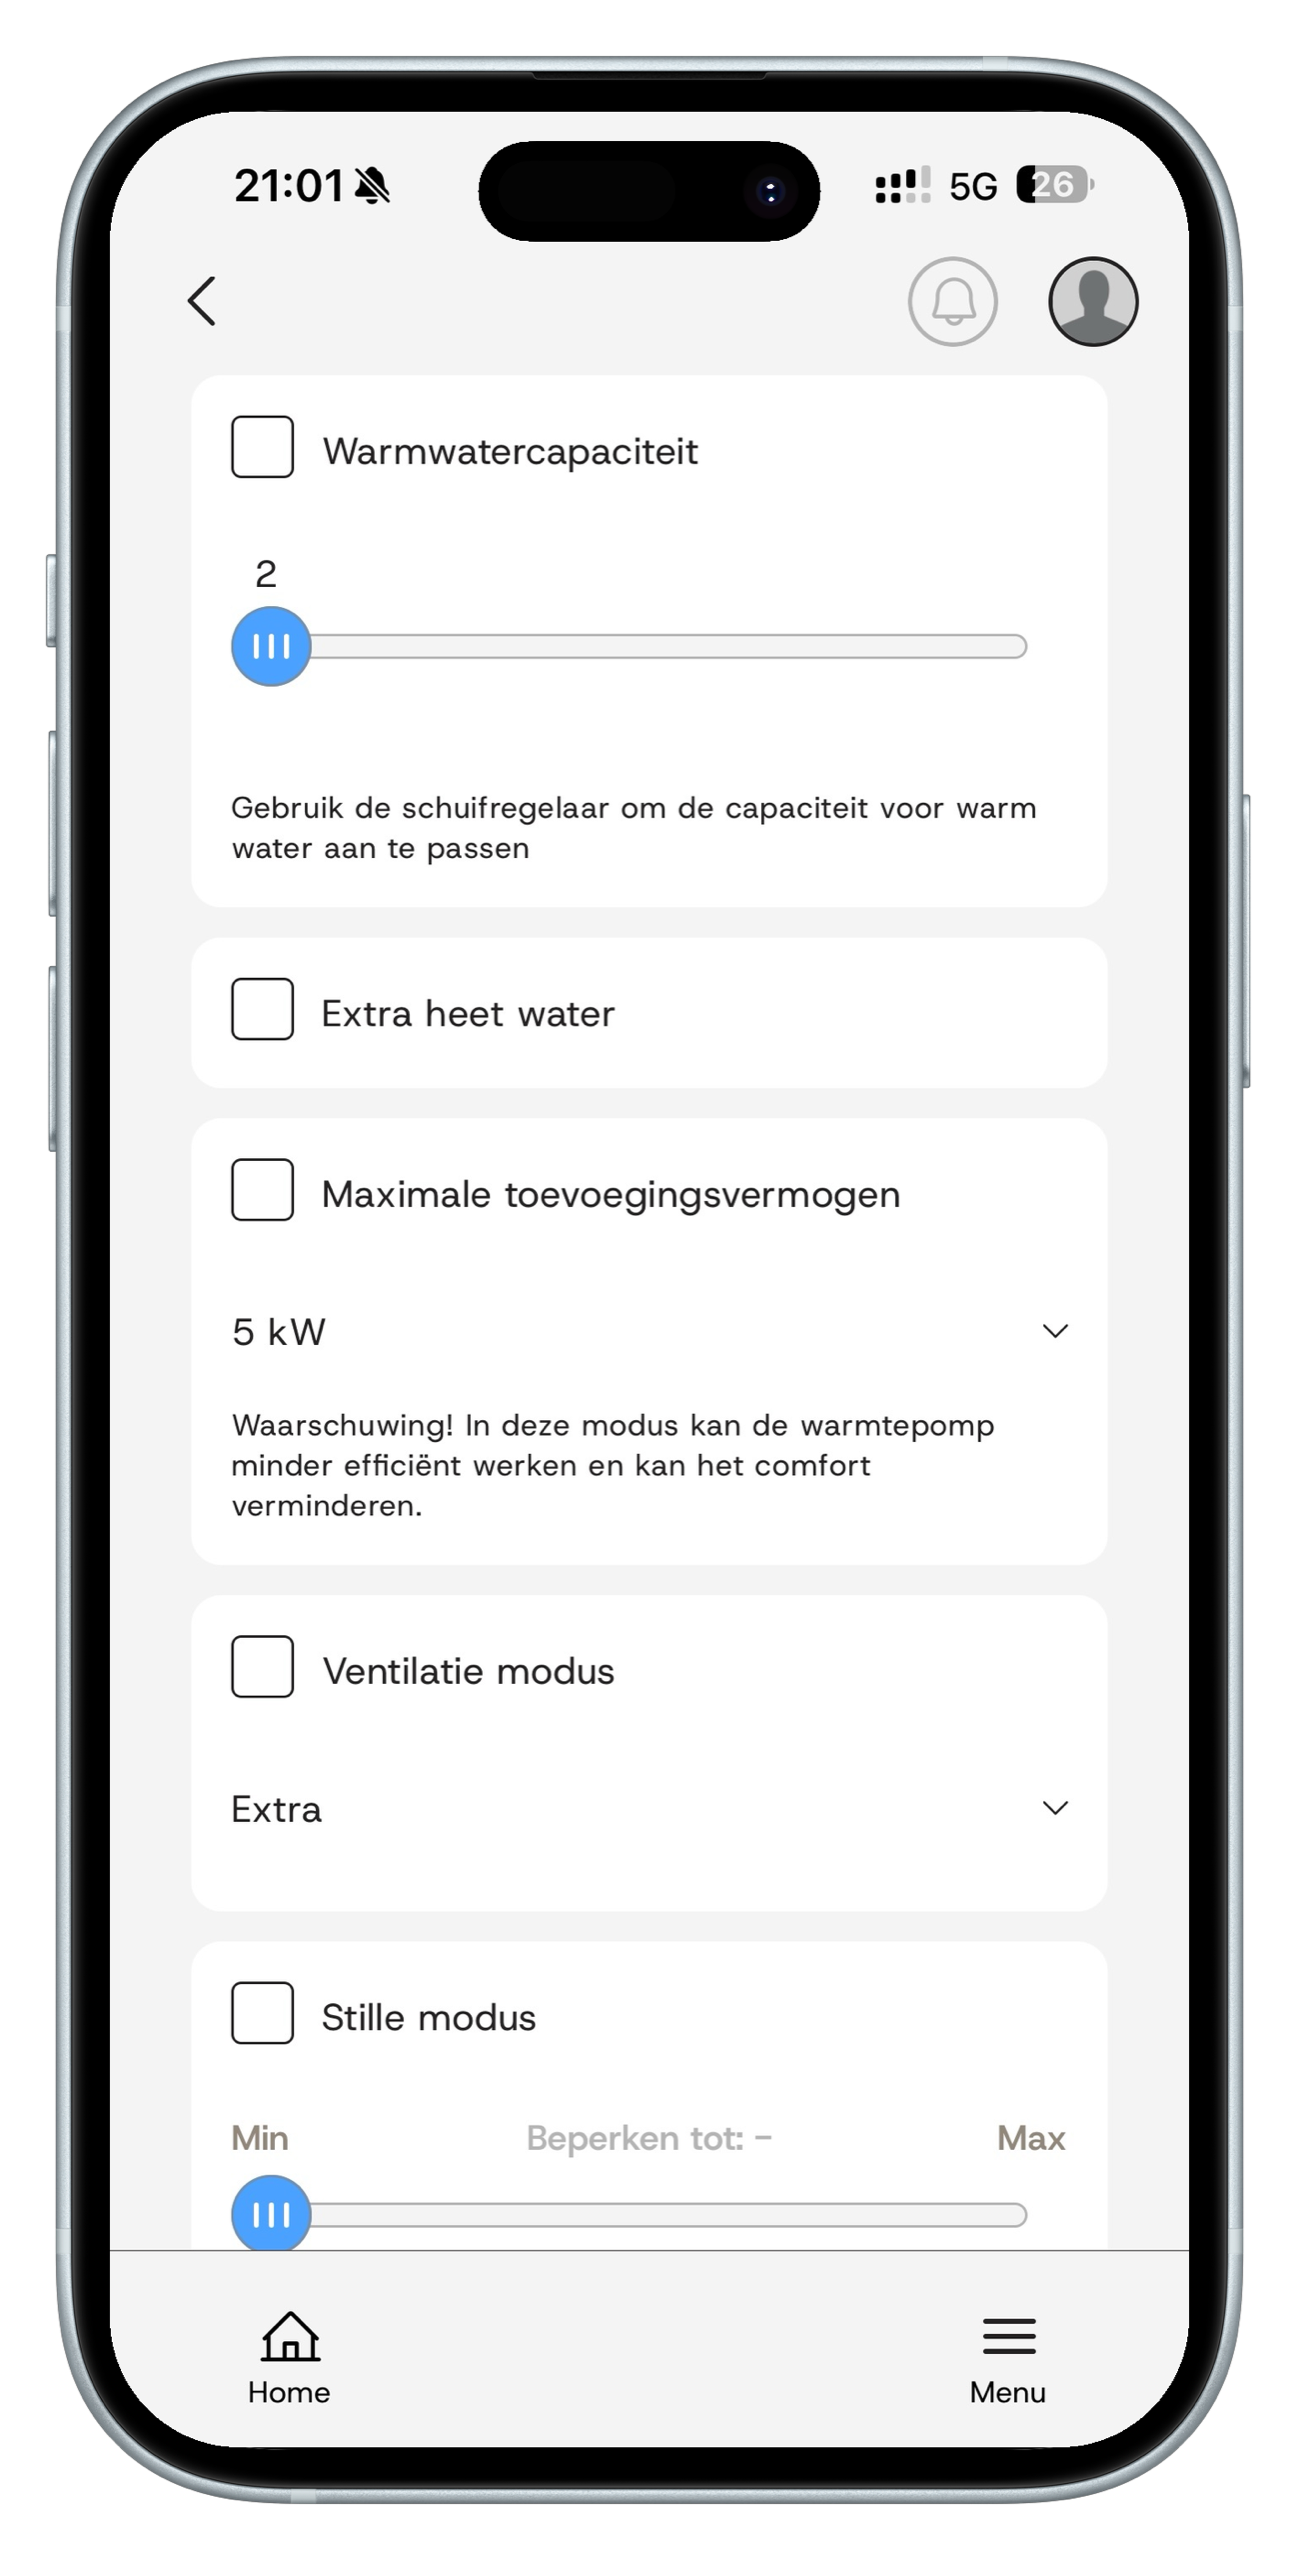 21:01
5G
26
Warmwatercapaciteit
2
Gebruik de schuifregelaar om de capaciteit voor warm
water aan te passen
Extra heet water
Maximale toevoegingsvermogen
5 kW
Waarschuwing! In deze modus kan de warmtepomp
minder efficiënt werken en kan het comfort
verminderen.
Ventilatie modus
Extra
Stille modus
Min Beperken tot: – Max
Home Menu